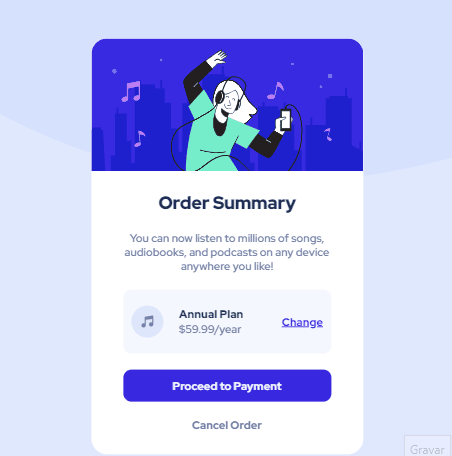 Order Summary
You can now listen to millions of songs,
audiobooks, and podcasts on any device
anywhere you like!
Annual Plan
$59.99/year
Change
Proceed to Payment
Cancel Order
Gravar